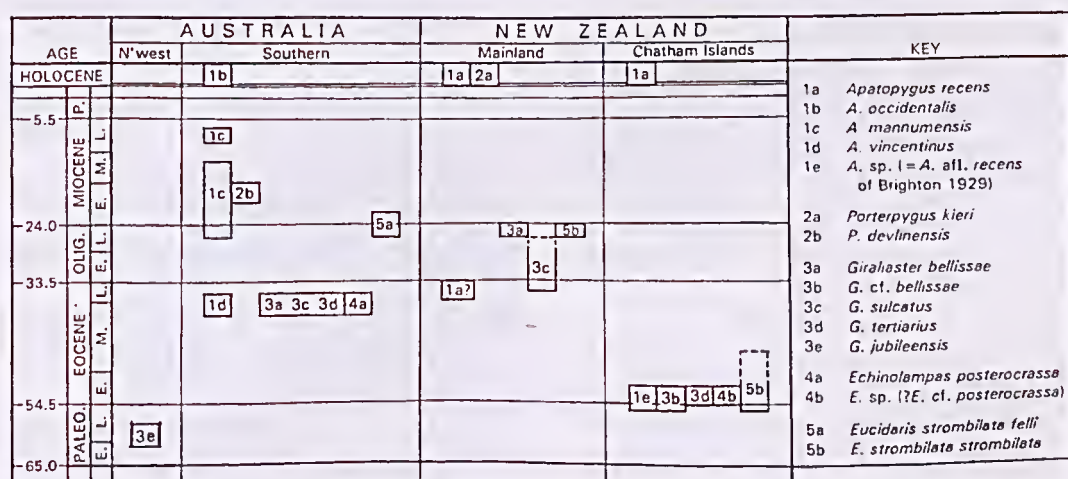 AUSTRALIA NEW ZEALAND
AGE N'west Southern Mainland Chatham Islands KEY
HOLOCENE 1b 1a 2a 1a
P.
5.5
MIOCENE L. 1c
M.
E. 1c 2b
5a
24.0
OLIG. L. 3a 5b
E. 3c
33.5
EOCENE L. 1d 3a 3c 3d 4a 1a?
M.
E. 1e 3b 3d 4b 5b
54.5
PALEO. L.
E. 3e
65.0
1a Apatopygus recens
1b A. occidentalis
1c A mannumensis
1d A. vincentinus
1e A. sp. (= A. aff. recens
of Brighton 1929)
2a Porterpygus kieri
2b P. devlinensis
3a Giraliaster bellissae
3b G. cf. bellissae
3c G. sulcatus
3d G. tertiarius
3e G. jubileensis
4a Echinolampas posterocrassa
4b E. sp. (?E. cf. posterocrassa)
5a Eucidaris strombilata felli
5b E. strombilata strombilata